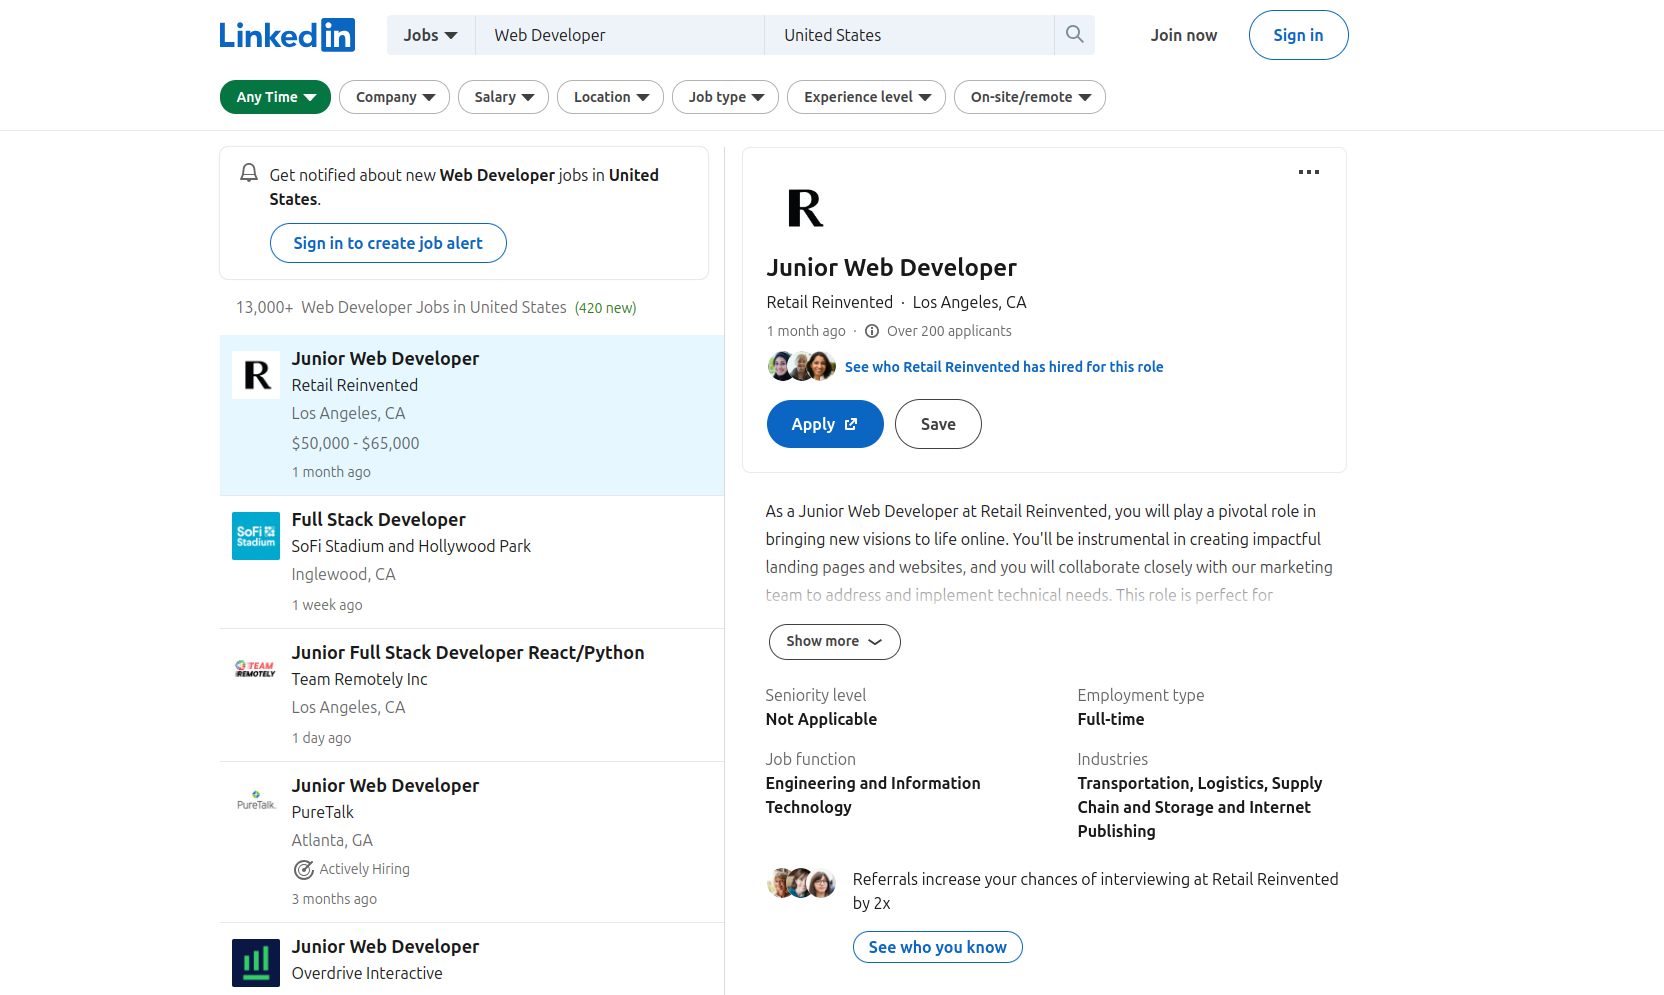 Linked in
Jobs
Web Developer
United States
Join now
Sign in
Any Time
Company
Salary
Location
Job type
Experience level
On-site/remote
Get notified about new Web Developer jobs in United
States.
Sign in to create job alert
13,000+ Web Developer Jobs in United States (420 new)
R
Junior Web Developer
Retail Reinvented
Los Angeles, CA
$50,000 - $65,000
1 month ago
SoFi
Stadium
Full Stack Developer
SoFi Stadium and Hollywood Park
Inglewood, CA
1 week ago
TEAM
REMOTELY
Junior Full Stack Developer React/Python
Team Remotely Inc
Los Angeles, CA
1 day ago
PureTalk
Junior Web Developer
PureTalk
Atlanta, GA
Actively Hiring
3 months ago
Junior Web Developer
Overdrive Interactive
R
Junior Web Developer
Retail Reinvented · Los Angeles, CA
1 month ago · Over 200 applicants
See who Retail Reinvented has hired for this role
Apply
Save
As a Junior Web Developer at Retail Reinvented, you will play a pivotal role in
bringing new visions to life online. You'll be instrumental in creating impactful
landing pages and websites, and you will collaborate closely with our marketing
team to address and implement technical needs. This role is perfect for
Show more
Seniority level
Not Applicable
Employment type
Full-time
Job function
Engineering and Information
Technology
Industries
Transportation, Logistics, Supply
Chain and Storage and Internet
Publishing
Referrals increase your chances of interviewing at Retail Reinvented
by 2x
See who you know